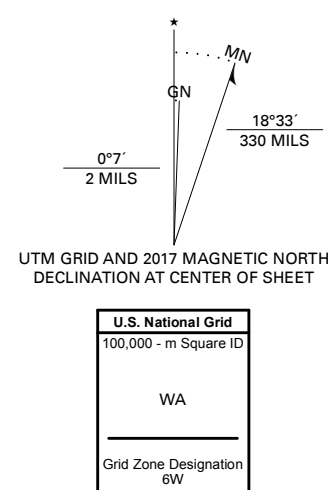 ★
MN
GN
18°33´
330 MILS
0°7´
2 MILS
UTM GRID AND 2017 MAGNETIC NORTH
DECLINATION AT CENTER OF SHEET
U.S. National Grid
100,000 - m Square ID
WA
Grid Zone Designation
6W